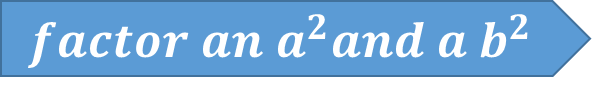 factor an a²and a b²